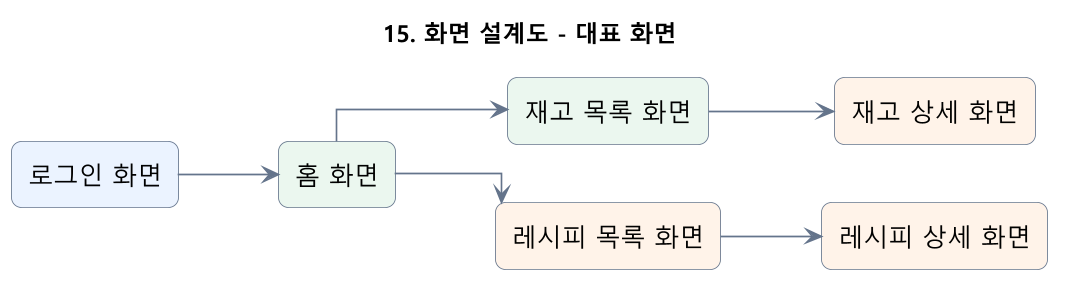 15. 화면 설계도 - 대표 화면
로그인 화면
홈 화면
재고 목록 화면
재고 상세 화면
레시피 목록 화면
레시피 상세 화면